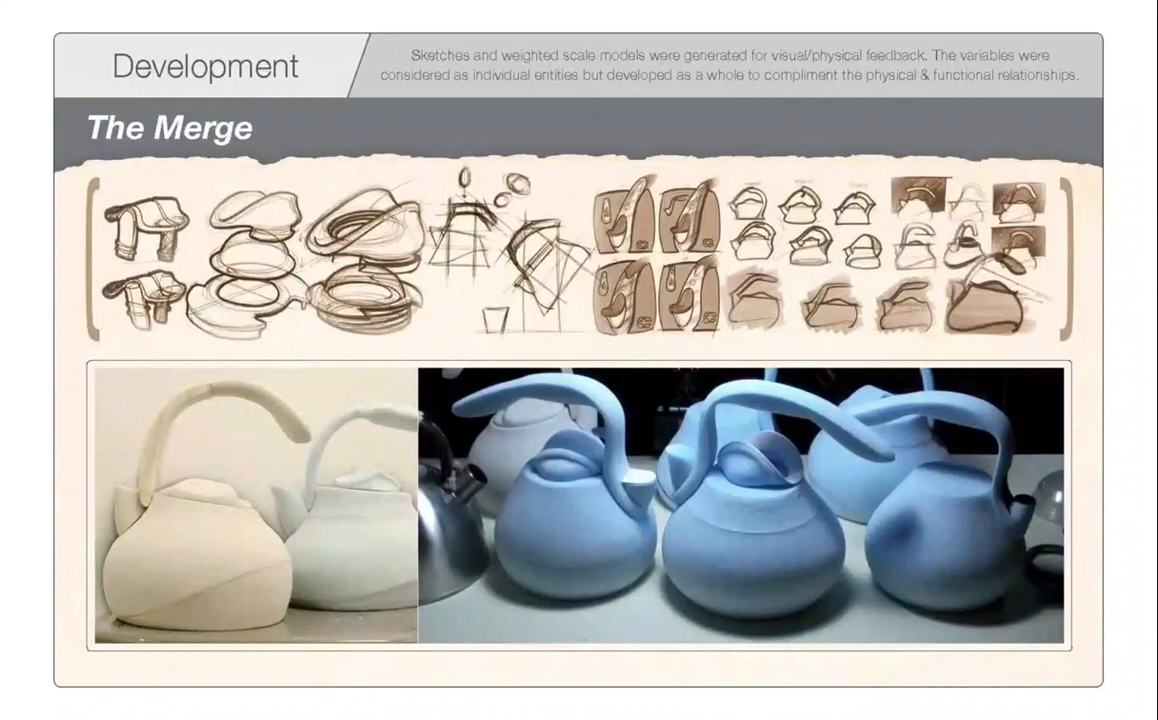 Development
Sketches and weighted scale models were generated for visual/physical feedback. The variables were
considered as individual entities but developed as a whole to compliment the physical & functional relationships.
The Merge